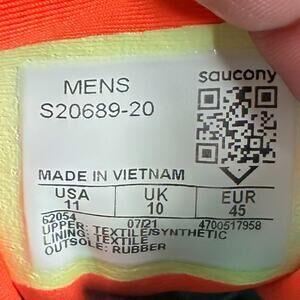 MENS
saucony
S20689-20
MADE IN VIETNAM
USA UK EUR
11 10 45
62054 07/21 4700517958
UPPER: TEXTILE/SYNTHETIC
LINING: TEXTILE
OUTSOLE: RUBBER